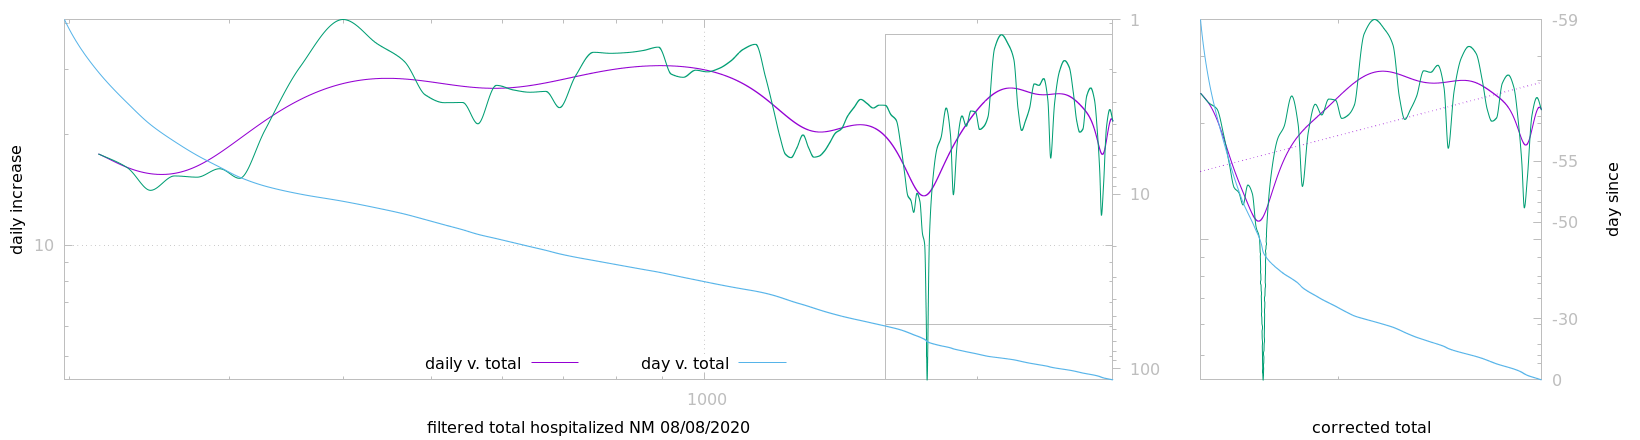 daily increase
10
daily v. total
day v. total
1000
filtered total hospitalized NM 08/08/2020
1
10
100
corrected total
-59
-55
-50
-30
0
day since